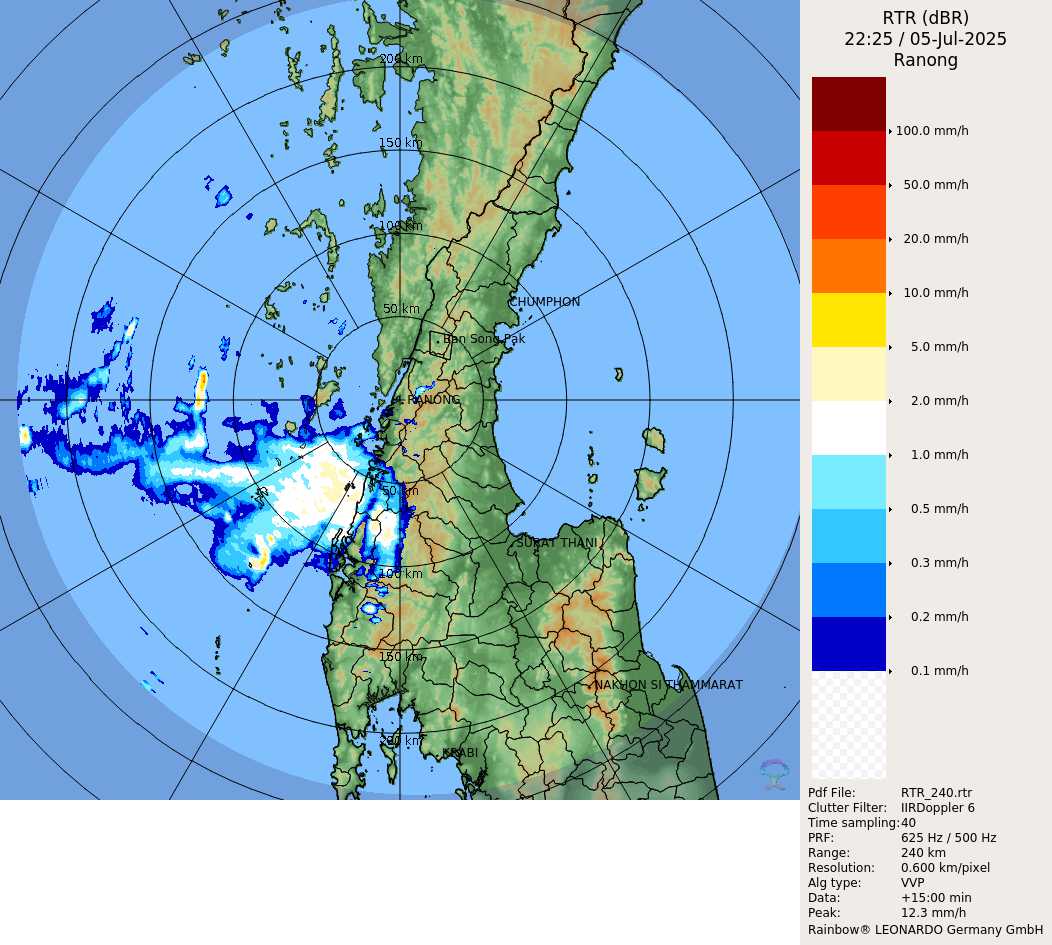 RTR (dBR)
22:25 / 05-Jul-2025
Ranong
200 km
150 km
100 km
50 km
CHUMPHON
Ban Song Pak
RANONG
50 km
SURAT THANI
100 km
150 km
NAKHON SI THAMMARAT
200 km
KRABI
100.0 mm/h
50.0 mm/h
20.0 mm/h
10.0 mm/h
5.0 mm/h
2.0 mm/h
1.0 mm/h
0.5 mm/h
0.3 mm/h
0.2 mm/h
0.1 mm/h
Pdf File: RTR_240.rtr
Clutter Filter: IIRDoppler 6
Time sampling: 40
PRF: 625 Hz / 500 Hz
Range: 240 km
Resolution: 0.600 km/pixel
Alg type: VVP
Data: +15:00 min
Peak: 12.3 mm/h
Rainbow® LEONARDO Germany GmbH